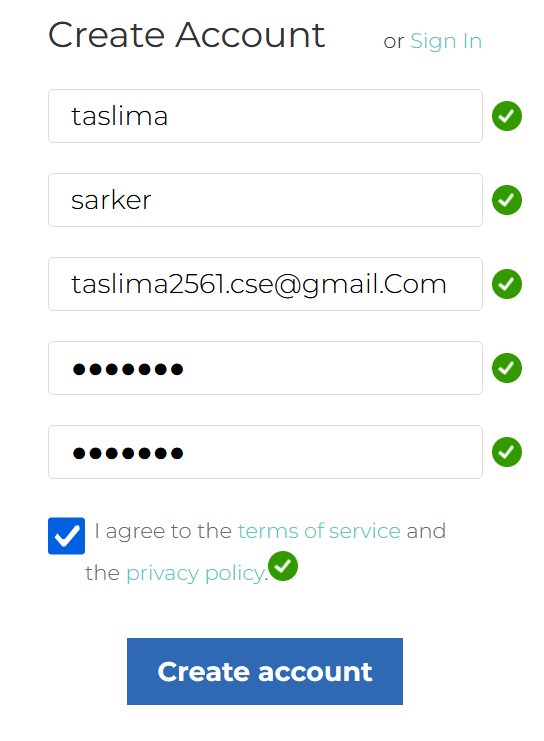 Create Account or Sign In
taslima
sarker
taslima2561.cse@gmail.Com
●●●●●●●
●●●●●●●
I agree to the terms of service and
the privacy policy.
Create account